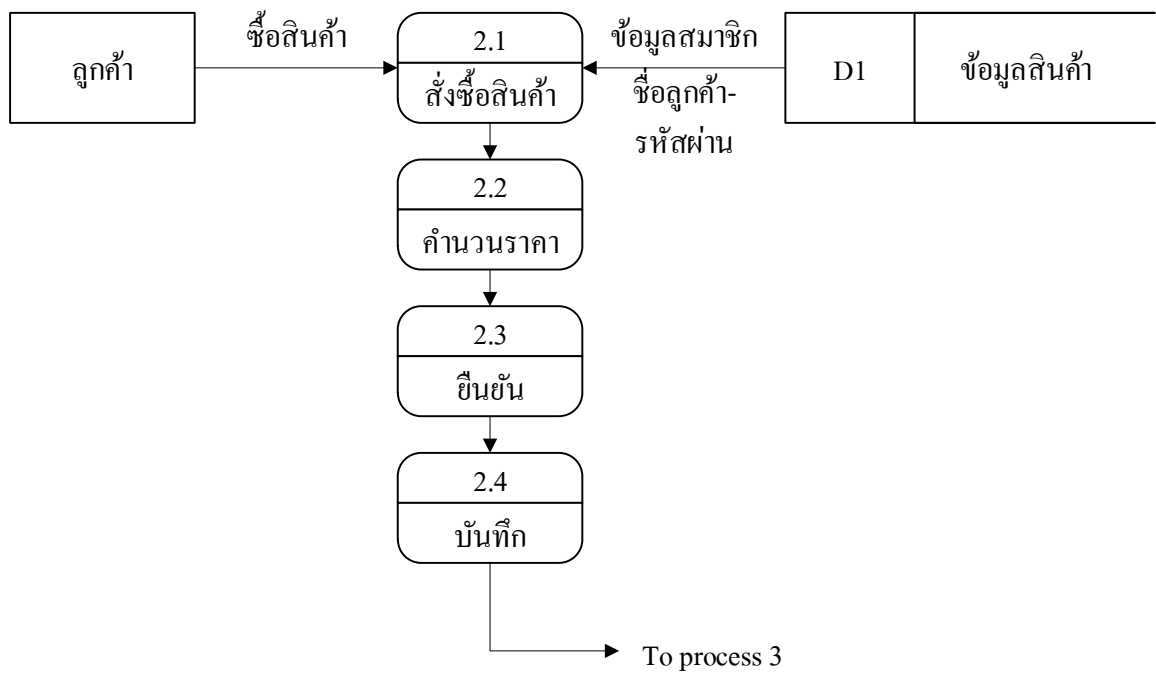 ลูกค้า
ซื้อสินค้า
2.1
สั่งซื้อสินค้า
ข้อมูลสมาชิก
ชื่อลูกค้า-
รหัสผ่าน
D1
ข้อมูลสินค้า
2.2
คำนวนราคา
2.3
ยืนยัน
2.4
บันทึก
To process 3